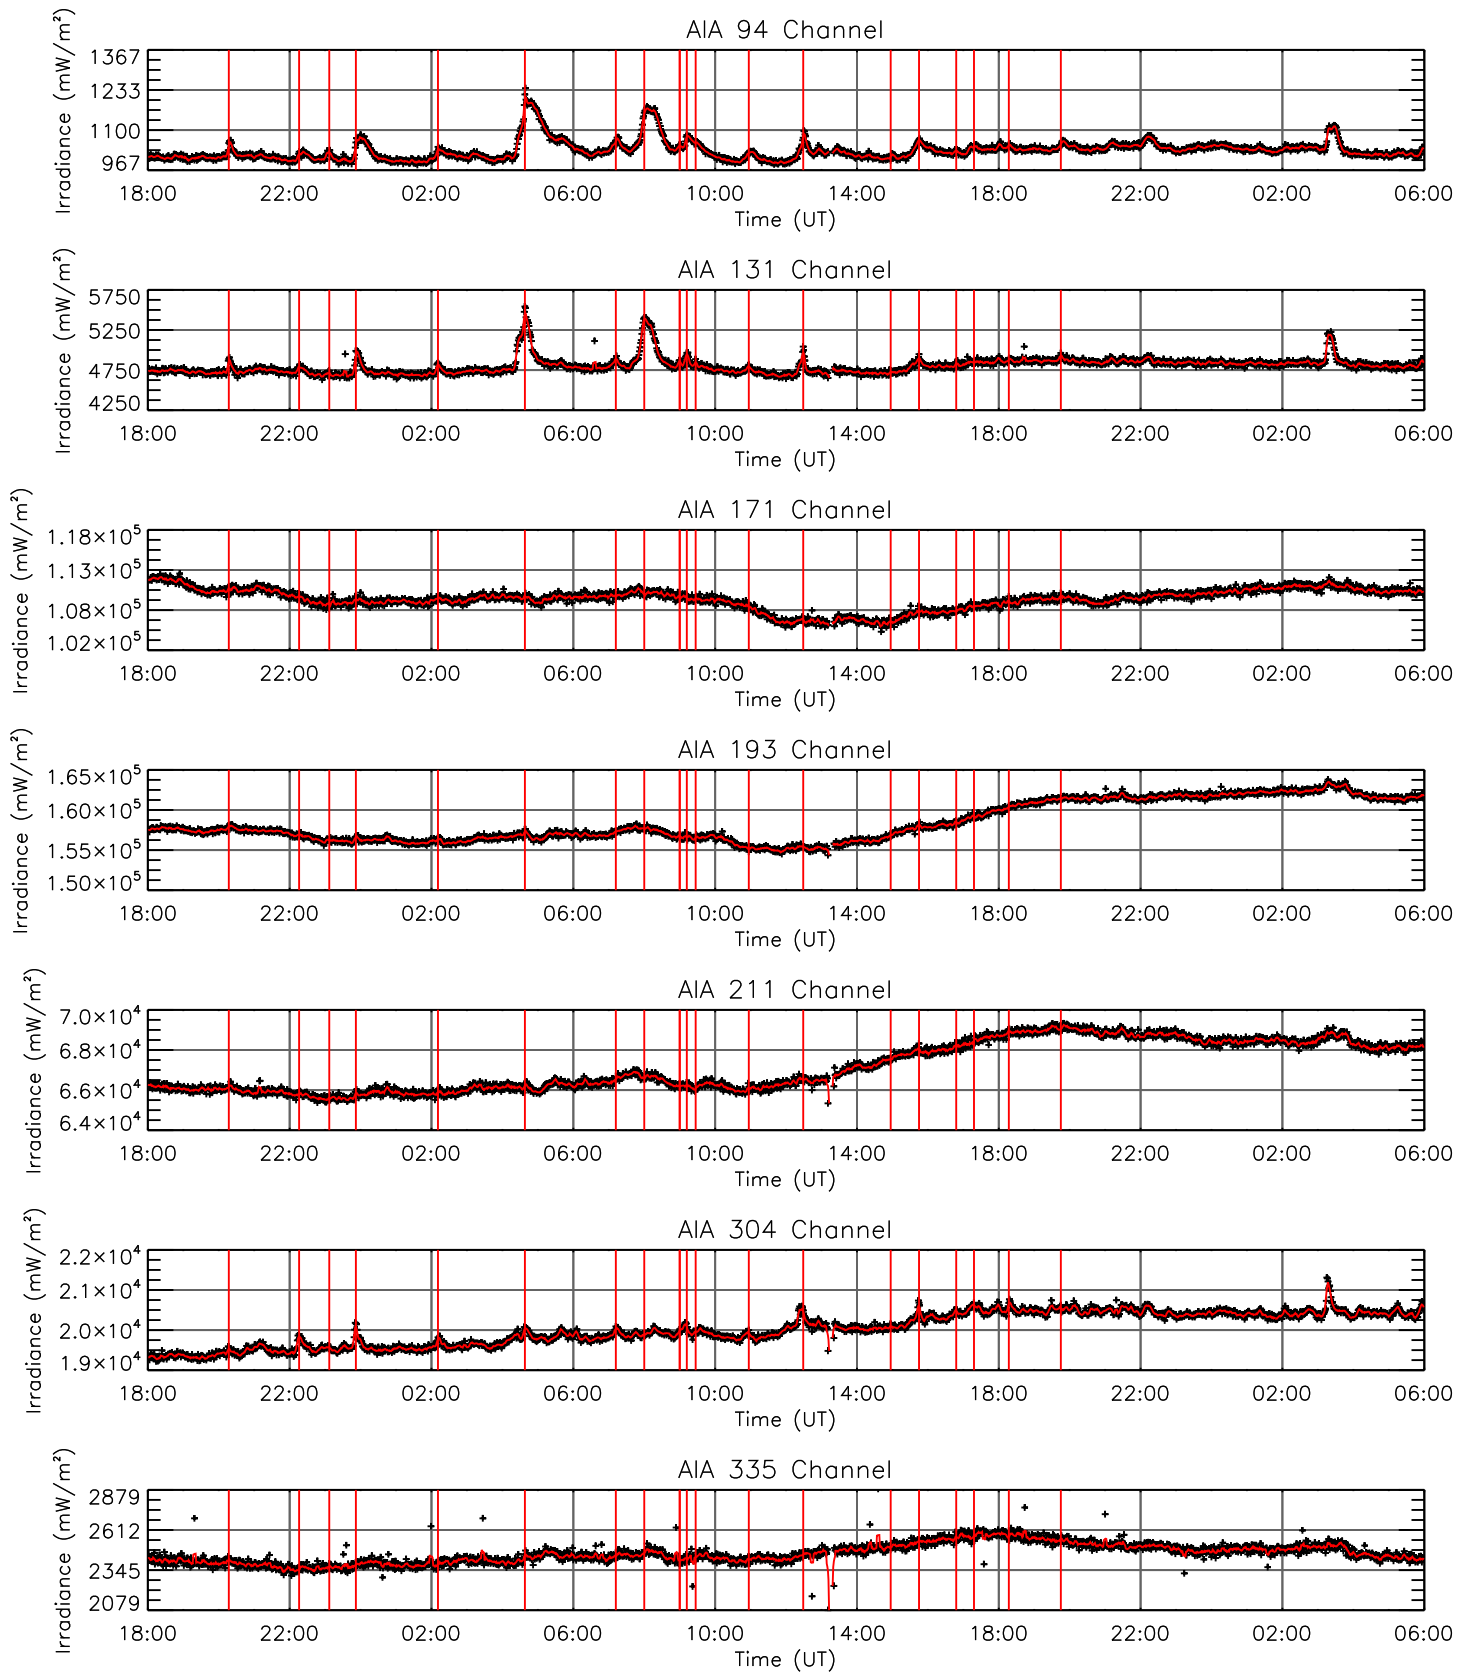 AIA 94 Channel
Irradiance (mW/m²)
1367
1233
1100
967
18:00 22:00 02:00 06:00 10:00 14:00 18:00 22:00 02:00 06:00
Time (UT)
AIA 131 Channel
Irradiance (mW/m²)
5750
5250
4750
4250
18:00 22:00 02:00 06:00 10:00 14:00 18:00 22:00 02:00 06:00
Time (UT)
AIA 171 Channel
Irradiance (mW/m²)
1.18×10⁵
1.13×10⁵
1.08×10⁵
1.02×10⁵
18:00 22:00 02:00 06:00 10:00 14:00 18:00 22:00 02:00 06:00
Time (UT)
AIA 193 Channel
Irradiance (mW/m²)
1.65×10⁵
1.60×10⁵
1.55×10⁵
1.50×10⁵
18:00 22:00 02:00 06:00 10:00 14:00 18:00 22:00 02:00 06:00
Time (UT)
AIA 211 Channel
Irradiance (mW/m²)
7.0×10⁴
6.8×10⁴
6.6×10⁴
6.4×10⁴
18:00 22:00 02:00 06:00 10:00 14:00 18:00 22:00 02:00 06:00
Time (UT)
AIA 304 Channel
Irradiance (mW/m²)
2.2×10⁴
2.1×10⁴
2.0×10⁴
1.9×10⁴
18:00 22:00 02:00 06:00 10:00 14:00 18:00 22:00 02:00 06:00
Time (UT)
AIA 335 Channel
Irradiance (mW/m²)
2879
2612
2345
2079
18:00 22:00 02:00 06:00 10:00 14:00 18:00 22:00 02:00 06:00
Time (UT)